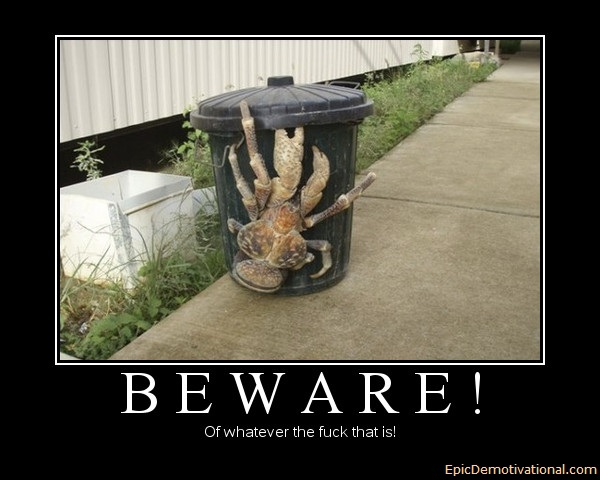 BEWARE!
Of whatever the fuck that is!
EpicDemotivational.com